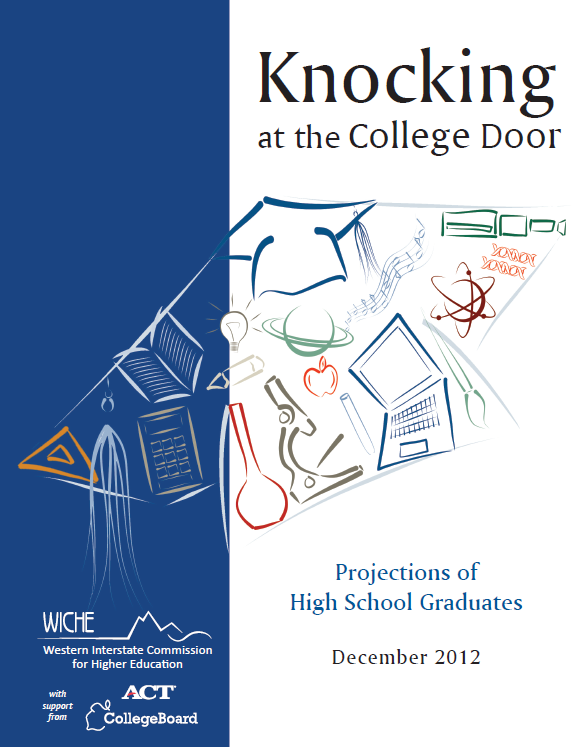 Knocking
at the College Door
Projections of
High School Graduates
December 2012
WICHE
Western Interstate Commission
for Higher Education
with
support
from
ACT
CollegeBoard